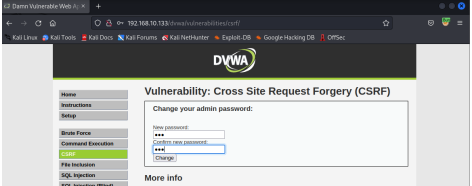 Damn Vulnerable Web Ap
192.168.10.133/dvwa/vulnerabilities/csrf/
Kali Linux Kali Tools Kali Docs Kali Forums Kali NetHunter Exploit-DB Google Hacking DB OffSec
DVWA
Home
Instructions
Setup
Brute Force
Command Execution
CSRF
File Inclusion
SQL Injection
SQL Injection (Blind)
Vulnerability: Cross Site Request Forgery (CSRF)
Change your admin password:
New password:
Confirm new password:
Change
More info